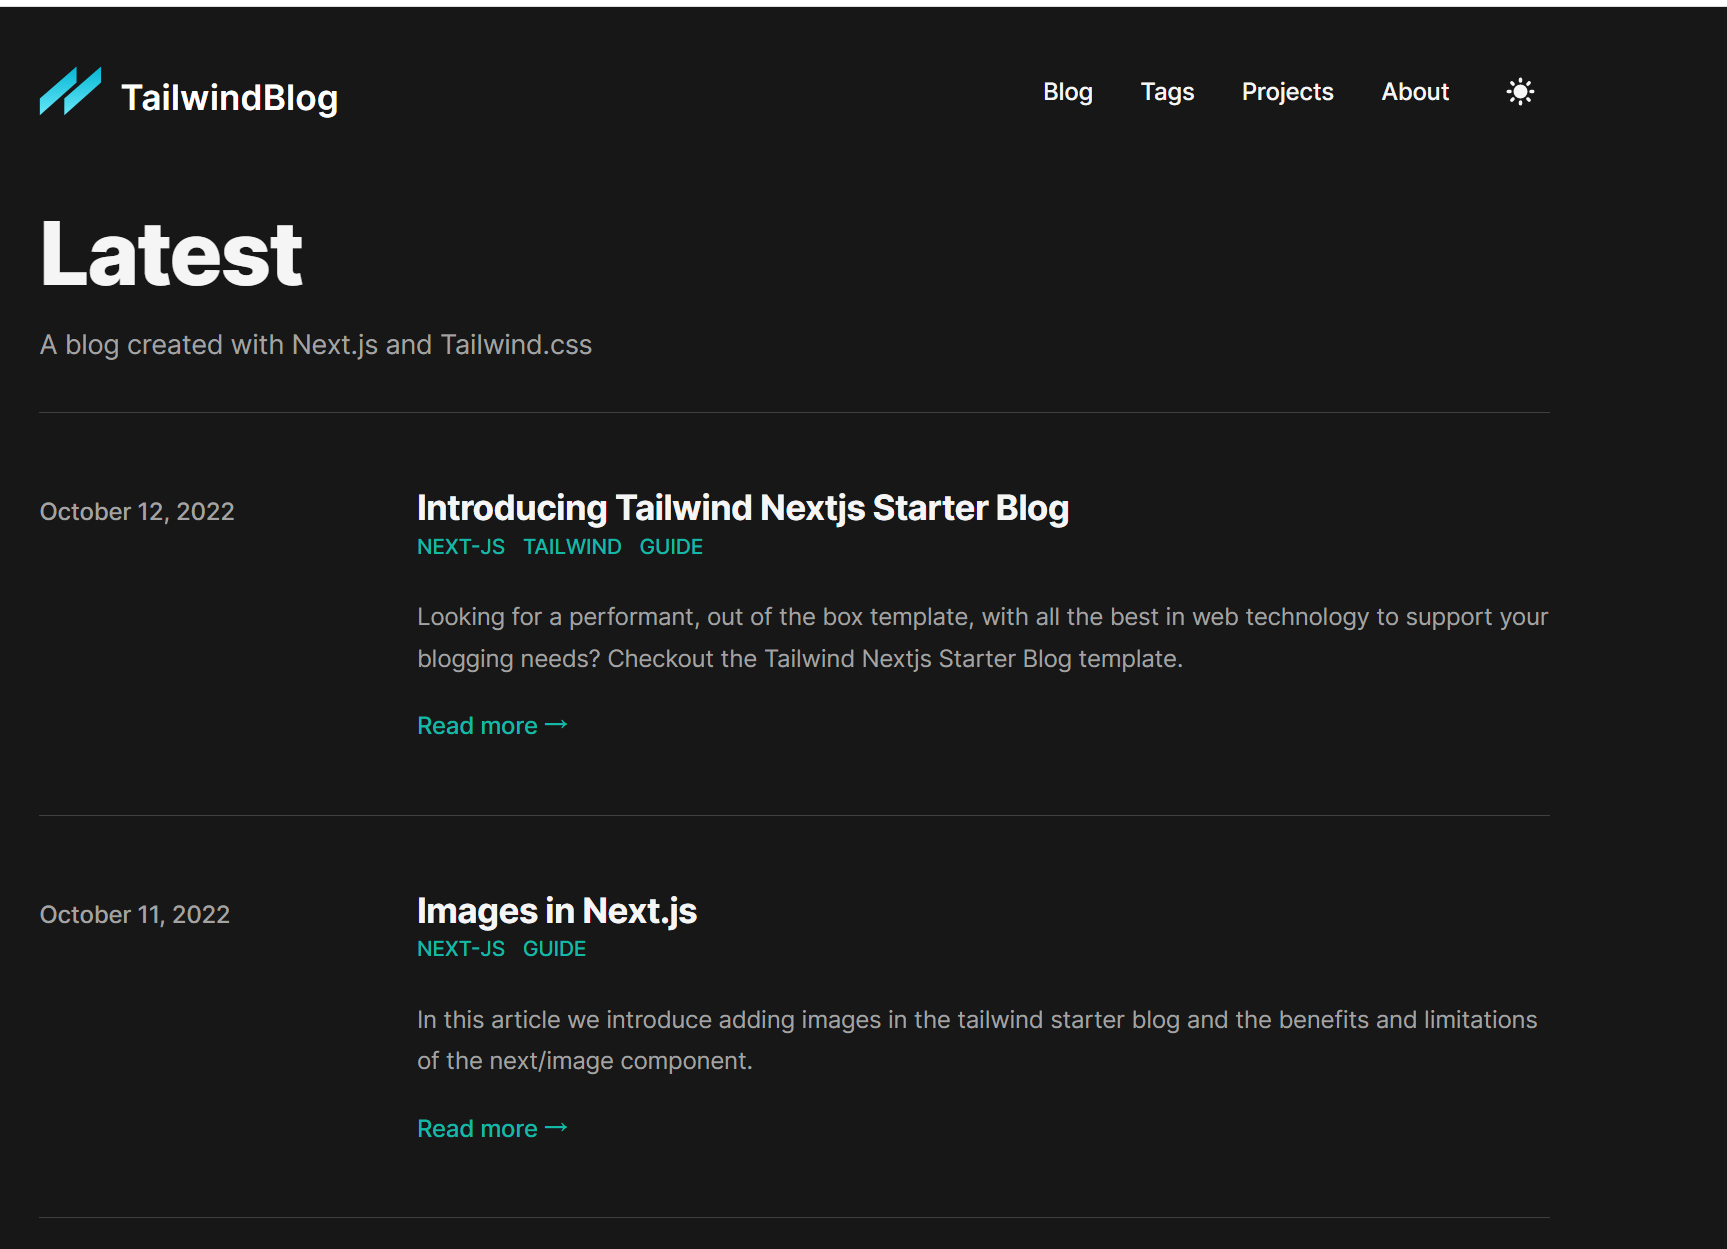 TailwindBlog
Blog Tags Projects About
Latest
A blog created with Next.js and Tailwind.css
October 12, 2022
Introducing Tailwind Nextjs Starter Blog
NEXT-JS TAILWIND GUIDE
Looking for a performant, out of the box template, with all the best in web technology to support your
blogging needs? Checkout the Tailwind Nextjs Starter Blog template.
Read more →
October 11, 2022
Images in Next.js
NEXT-JS GUIDE
In this article we introduce adding images in the tailwind starter blog and the benefits and limitations
of the next/image component.
Read more →